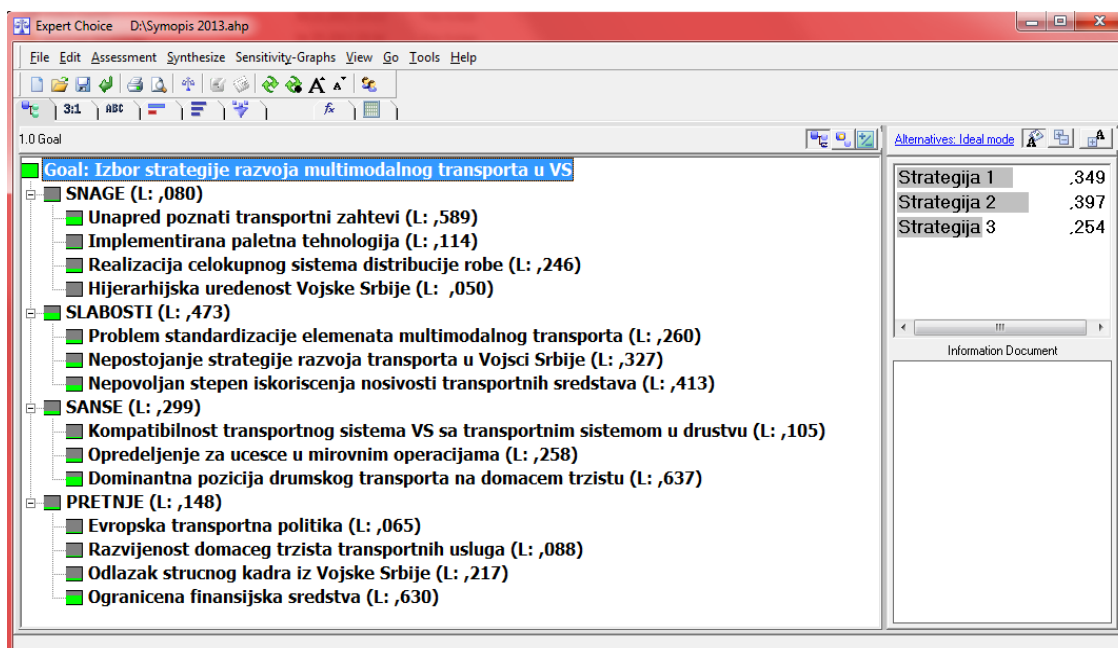 Expert Choice D:\Symopis 2013.ahp
File Edit Assessment Synthesize Sensitivity-Graphs View Go Tools Help
3:1 ABC fx
1.0 Goal
Goal: Izbor strategije razvoja multimodalnog transporta u VS
SNAGE (L: ,080)
Unapred poznati transportni zahtevi (L: ,589)
Implementirana paletna tehnologija (L: ,114)
Realizacija celokupnog sistema distribucije robe (L: ,246)
Hijerarhijska uredenost Vojske Srbije (L: ,050)
SLABOSTI (L: ,473)
Problem standardizacije elemenata multimodalnog transporta (L: ,260)
Nepostojanje strategije razvoja transporta u Vojsci Srbije (L: ,327)
Nepovoljan stepen iskoriscenja nosivosti transportnih sredstava (L: ,413)
SANSE (L: ,299)
Kompatibilnost transportnog sistema VS sa transportnim sistemom u drustvu (L: ,105)
Opredeljenje za ucesce u mirovnim operacijama (L: ,258)
Dominantna pozicija drumskog transporta na domacem trzistu (L: ,637)
PRETNJE (L: ,148)
Evropska transportna politika (L: ,065)
Razvijenost domaceg trzista transportnih usluga (L: ,088)
Odlazak strucnog kadra iz Vojske Srbije (L: ,217)
Ogranicena finansijska sredstva (L: ,630)
Alternatives: Ideal mode
Strategija 1 ,349
Strategija 2 ,397
Strategija 3 ,254
Information Document